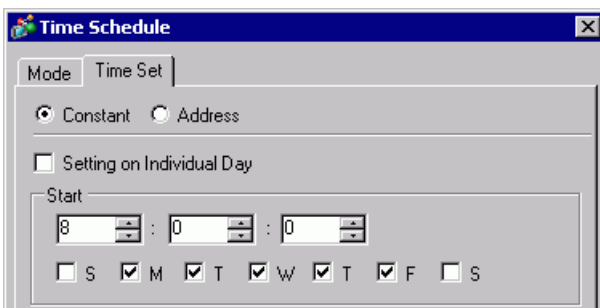 Time Schedule
Mode Time Set
Constant Address
Setting on Individual Day
Start
8 : 0 : 0
S M T W T F S